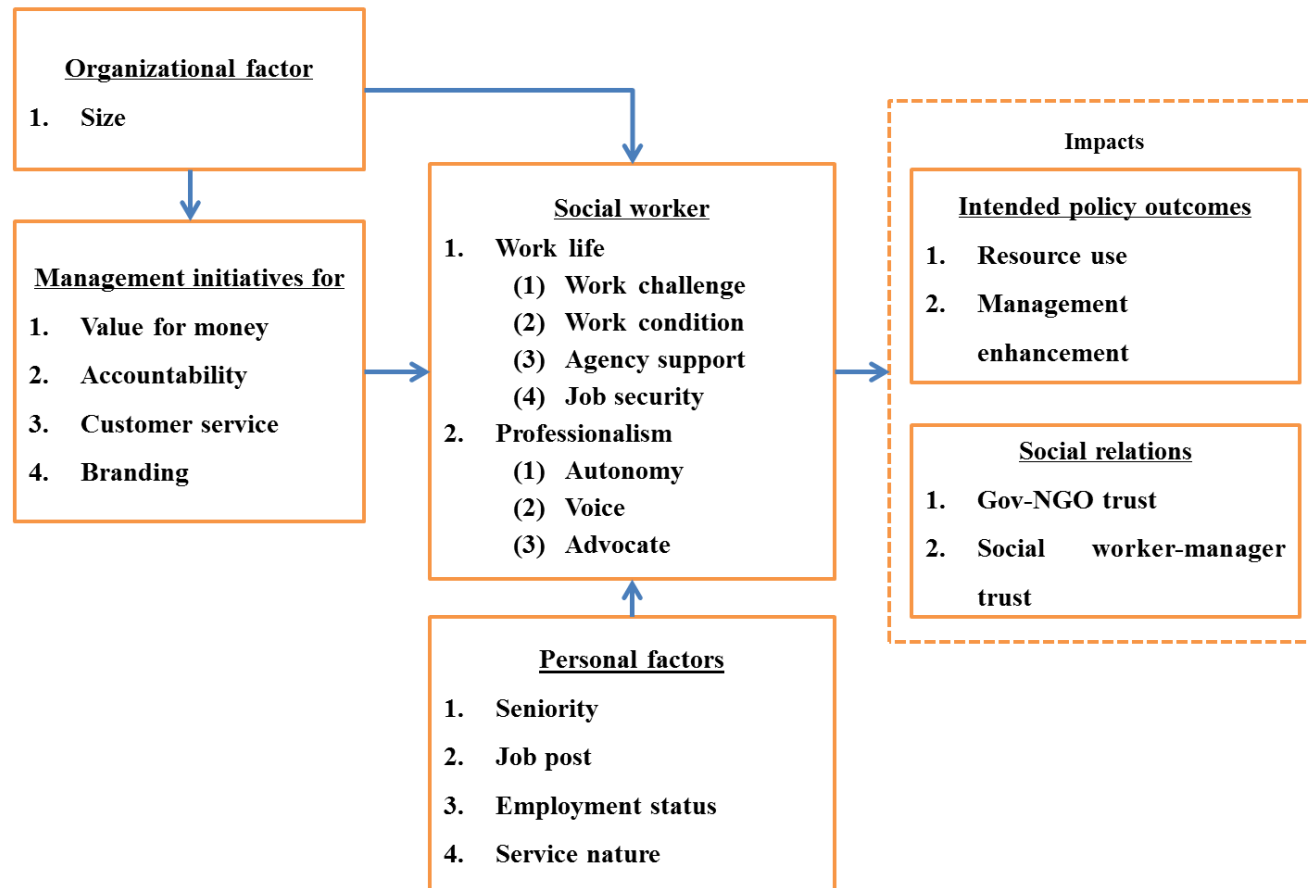 Organizational factor
1. Size
Management initiatives for
1. Value for money
2. Accountability
3. Customer service
4. Branding
Social worker
1. Work life
(1) Work challenge
(2) Work condition
(3) Agency support
(4) Job security
2. Professionalism
(1) Autonomy
(2) Voice
(3) Advocate
Personal factors
1. Seniority
2. Job post
3. Employment status
4. Service nature
Impacts
Intended policy outcomes
1. Resource use
2. Management
enhancement
Social relations
1. Gov-NGO trust
2. Social worker-manager
trust